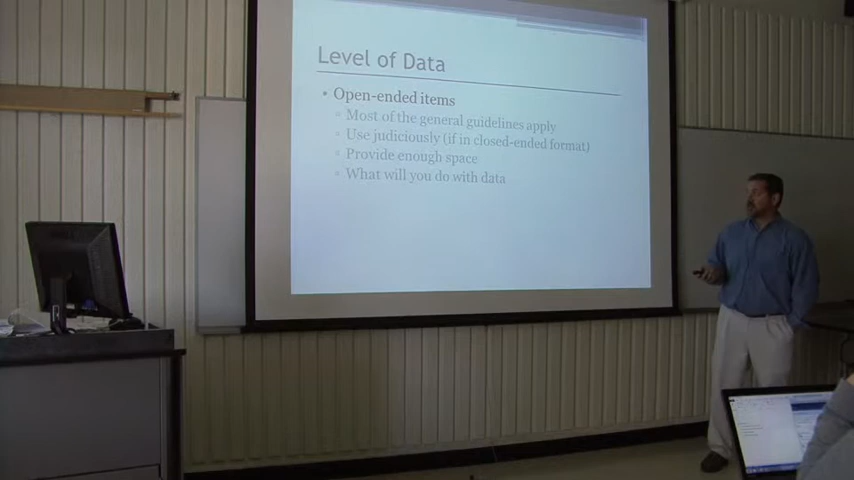 Level of Data
• Open-ended items
▫ Most of the general guidelines apply
▫ Use judiciously (if in closed-ended format)
▫ Provide enough space
▫ What will you do with data